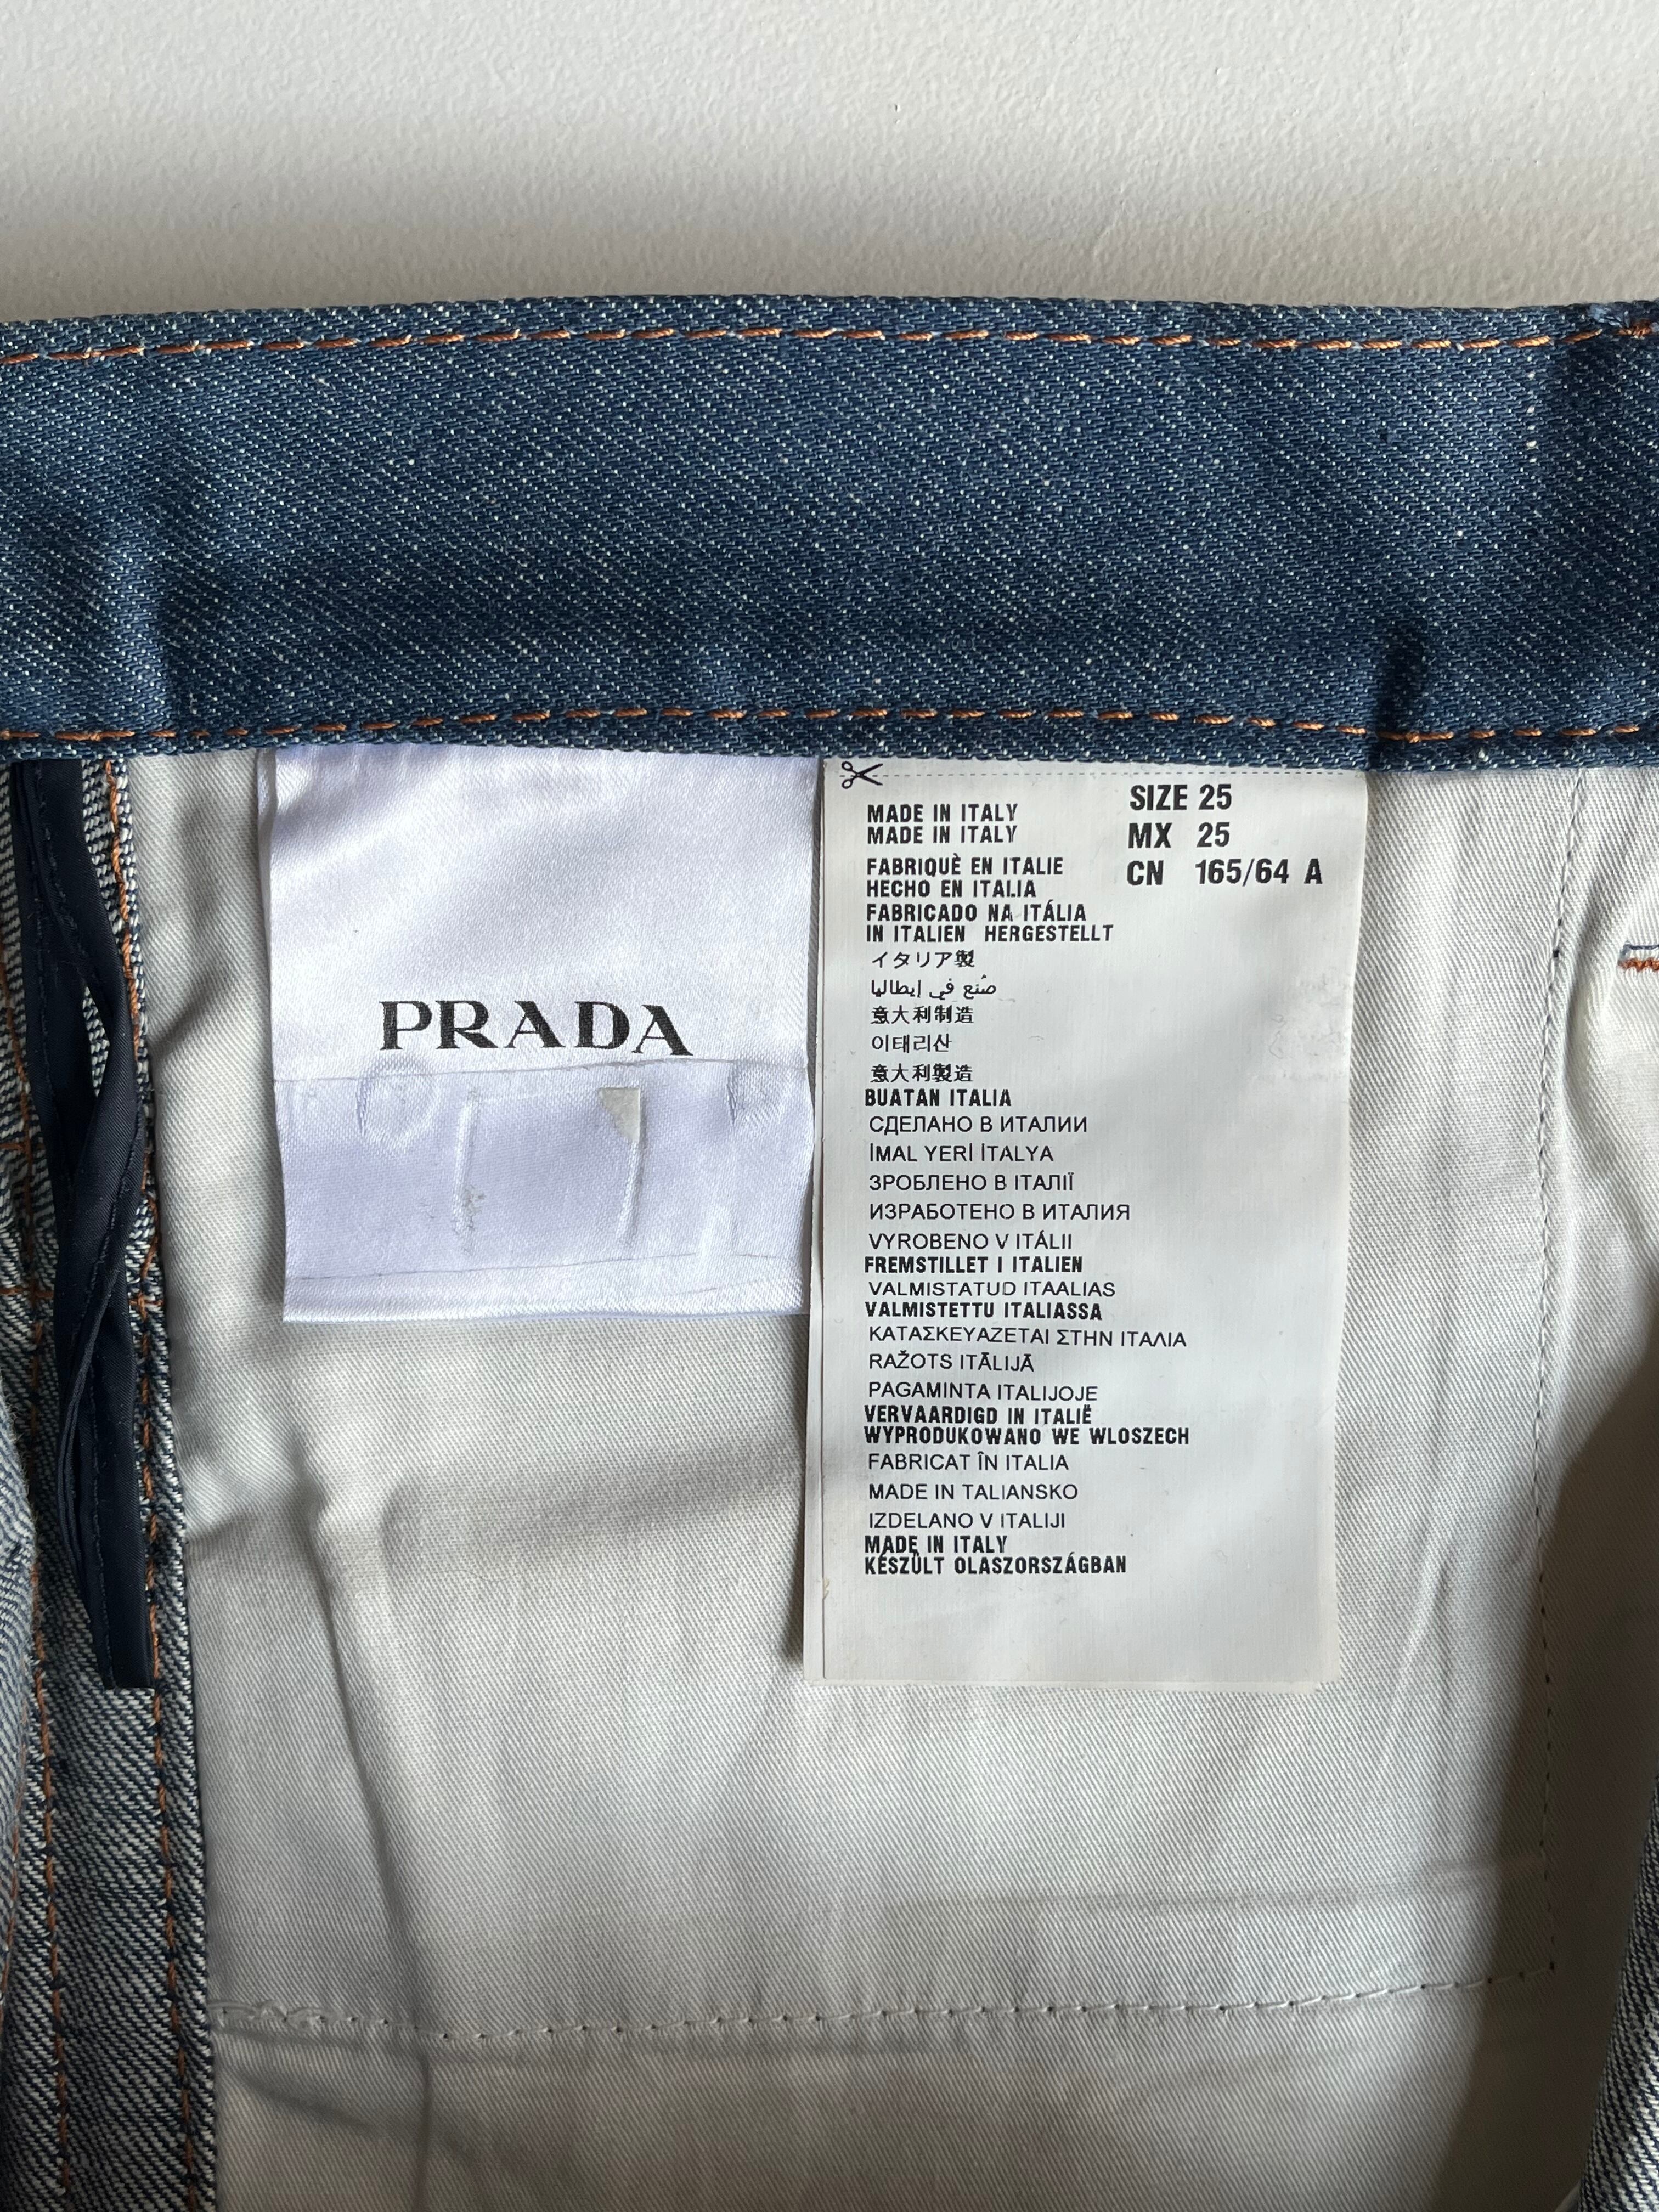 PRADA
MADE IN ITALY
MADE IN ITALY
FABRIQUÈ EN ITALIE
HECHO EN ITALIA
FABRICADO NA ITÁLIA
IN ITALIEN HERGESTELLT
イタリア製
صُنع في إيطاليا
意大利制造
이태리산
意大利製造
BUATAN ITALIA
СДЕЛАНО В ИТАЛИИ
İMAL YERİ İTALYA
ЗРОБЛЕНО В ІТАЛІЇ
ИЗРАБОТЕНО В ИТАЛИЯ
VYROBENO V ITÁLII
FREMSTILLET I ITALIEN
VALMISTATUD ITAALIAS
VALMISTETTU ITALIASSA
ΚΑΤΑΣΚΕΥΑΖΕΤΑΙ ΣΤΗΝ ΙΤΑΛΙΑ
RAŽOTS ITĀLIJĀ
PAGAMINTA ITALIJOJE
VERVAARDIGD IN ITALIË
WYPRODUKOWANO WE WLOSZECH
FABRICAT ÎN ITALIA
MADE IN TALIANSKO
IZDELANO V ITALIJI
MADE IN ITALY
KÉSZÜLT OLASZORSZÁGBAN
SIZE 25
MX 25
CN 165/64 A